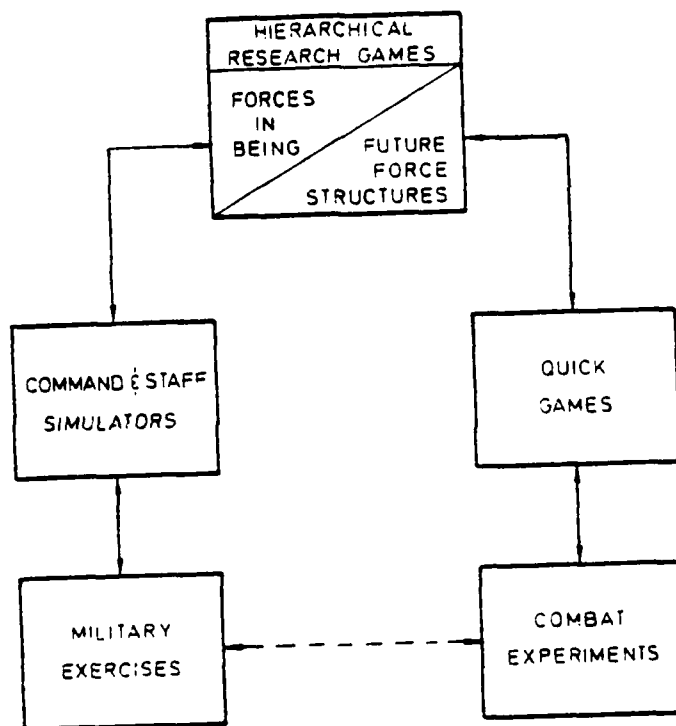 HIERARCHICAL
RESEARCH GAMES
FORCES
IN
BEING
FUTURE
FORCE
STRUCTURES
COMMAND & STAFF
SIMULATORS
QUICK
GAMES
MILITARY
EXERCISES
COMBAT
EXPERIMENTS